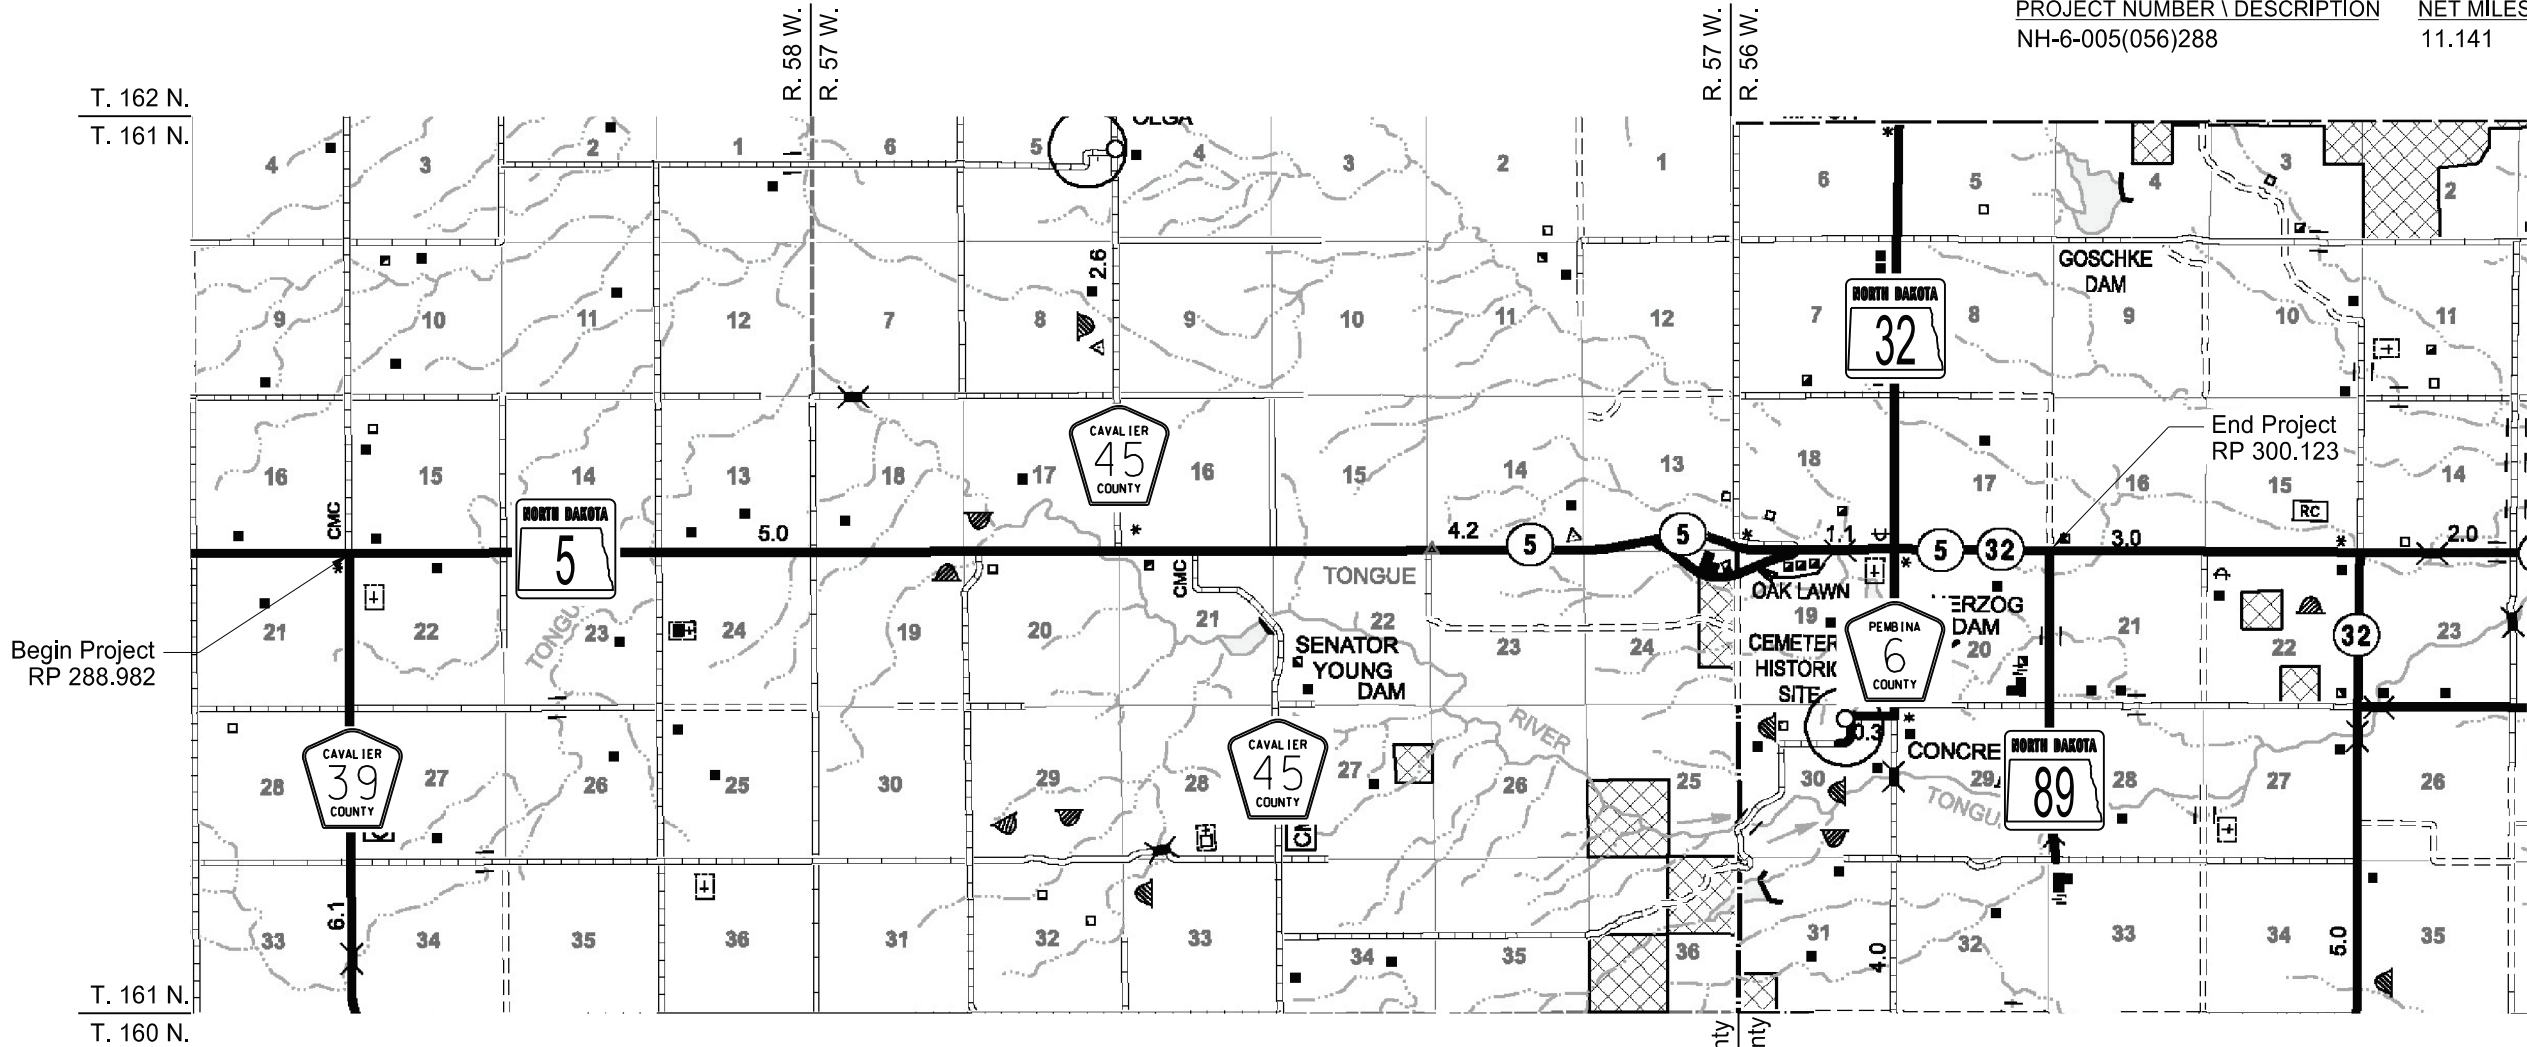 PROJECT NUMBER \ DESCRIPTION NET MILES
NH-6-005(056)288 11.141
R. 58 W.
R. 57 W.
R. 57 W.
R. 56 W.
T. 162 N.
T. 161 N.
OLGA
4 3 2 1 6 5 4 3 2 1 6 5 4 3 2
2.6
GOSCHKE
DAM
NORTH DAKOTA
32
9 10 11 12 7 8 9 10 11 12 7 8 9 10 11
CAVALIER
45
COUNTY
End Project
RP 300.123
16 15 14 13 18 17 16 15 14 13 18 17 16 15 14
RC
CMC
NORTH DAKOTA
5
5.0
4.2
5
5
1.1
5
32
3.0
2.0
TONGUE
CMC
OAK LAWN
CEMETER
HISTORIC
SITE
HERZOG
DAM
PEMBINA
6
COUNTY
32
Begin Project
RP 288.982
21 22 23 24 19 20 21 22 23 24 19 20 21 22 23
TONGU
SENATOR
YOUNG
DAM
RIVER
0.3
CONCRE
NORTH DAKOTA
89
CAVALIER
39
COUNTY
CAVALIER
45
COUNTY
28 27 26 25 30 29 28 27 26 25 30 29 28 27 26
TONGU
6.1
4.0
5.0
33 34 35 36 31 32 33 34 35 36 31 32 33 34 35
T. 161 N.
T. 160 N.
nty
nty